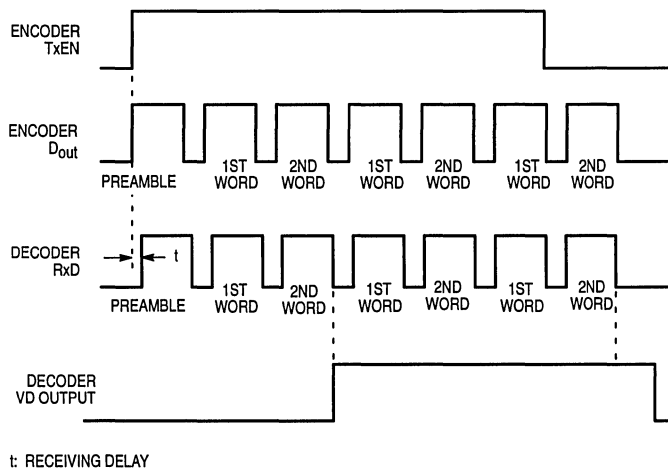 ENCODER
TxEN
ENCODER
Dout
PREAMBLE
1ST
WORD
2ND
WORD
1ST
WORD
2ND
WORD
1ST
WORD
2ND
WORD
DECODER
RxD
t
PREAMBLE
1ST
WORD
2ND
WORD
1ST
WORD
2ND
WORD
1ST
WORD
2ND
WORD
DECODER
VD OUTPUT
t: RECEIVING DELAY